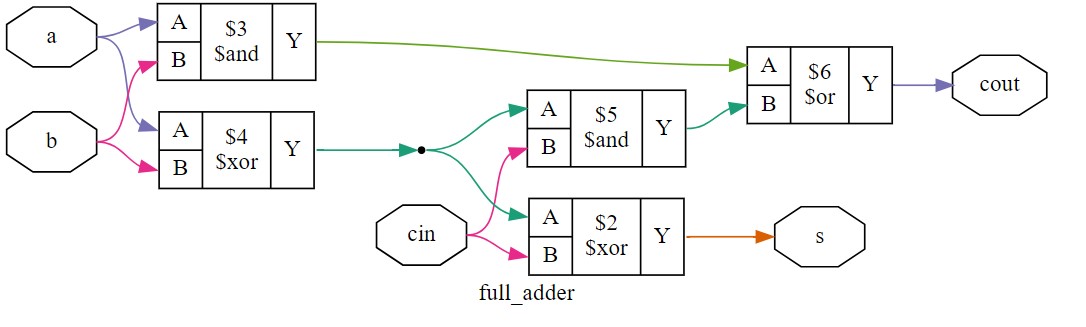 a
b
cin
A
B
$3
$and
Y
A
B
$4
$xor
Y
A
B
$5
$and
Y
A
B
$2
$xor
Y
A
B
$6
$or
Y
cout
s
full_adder